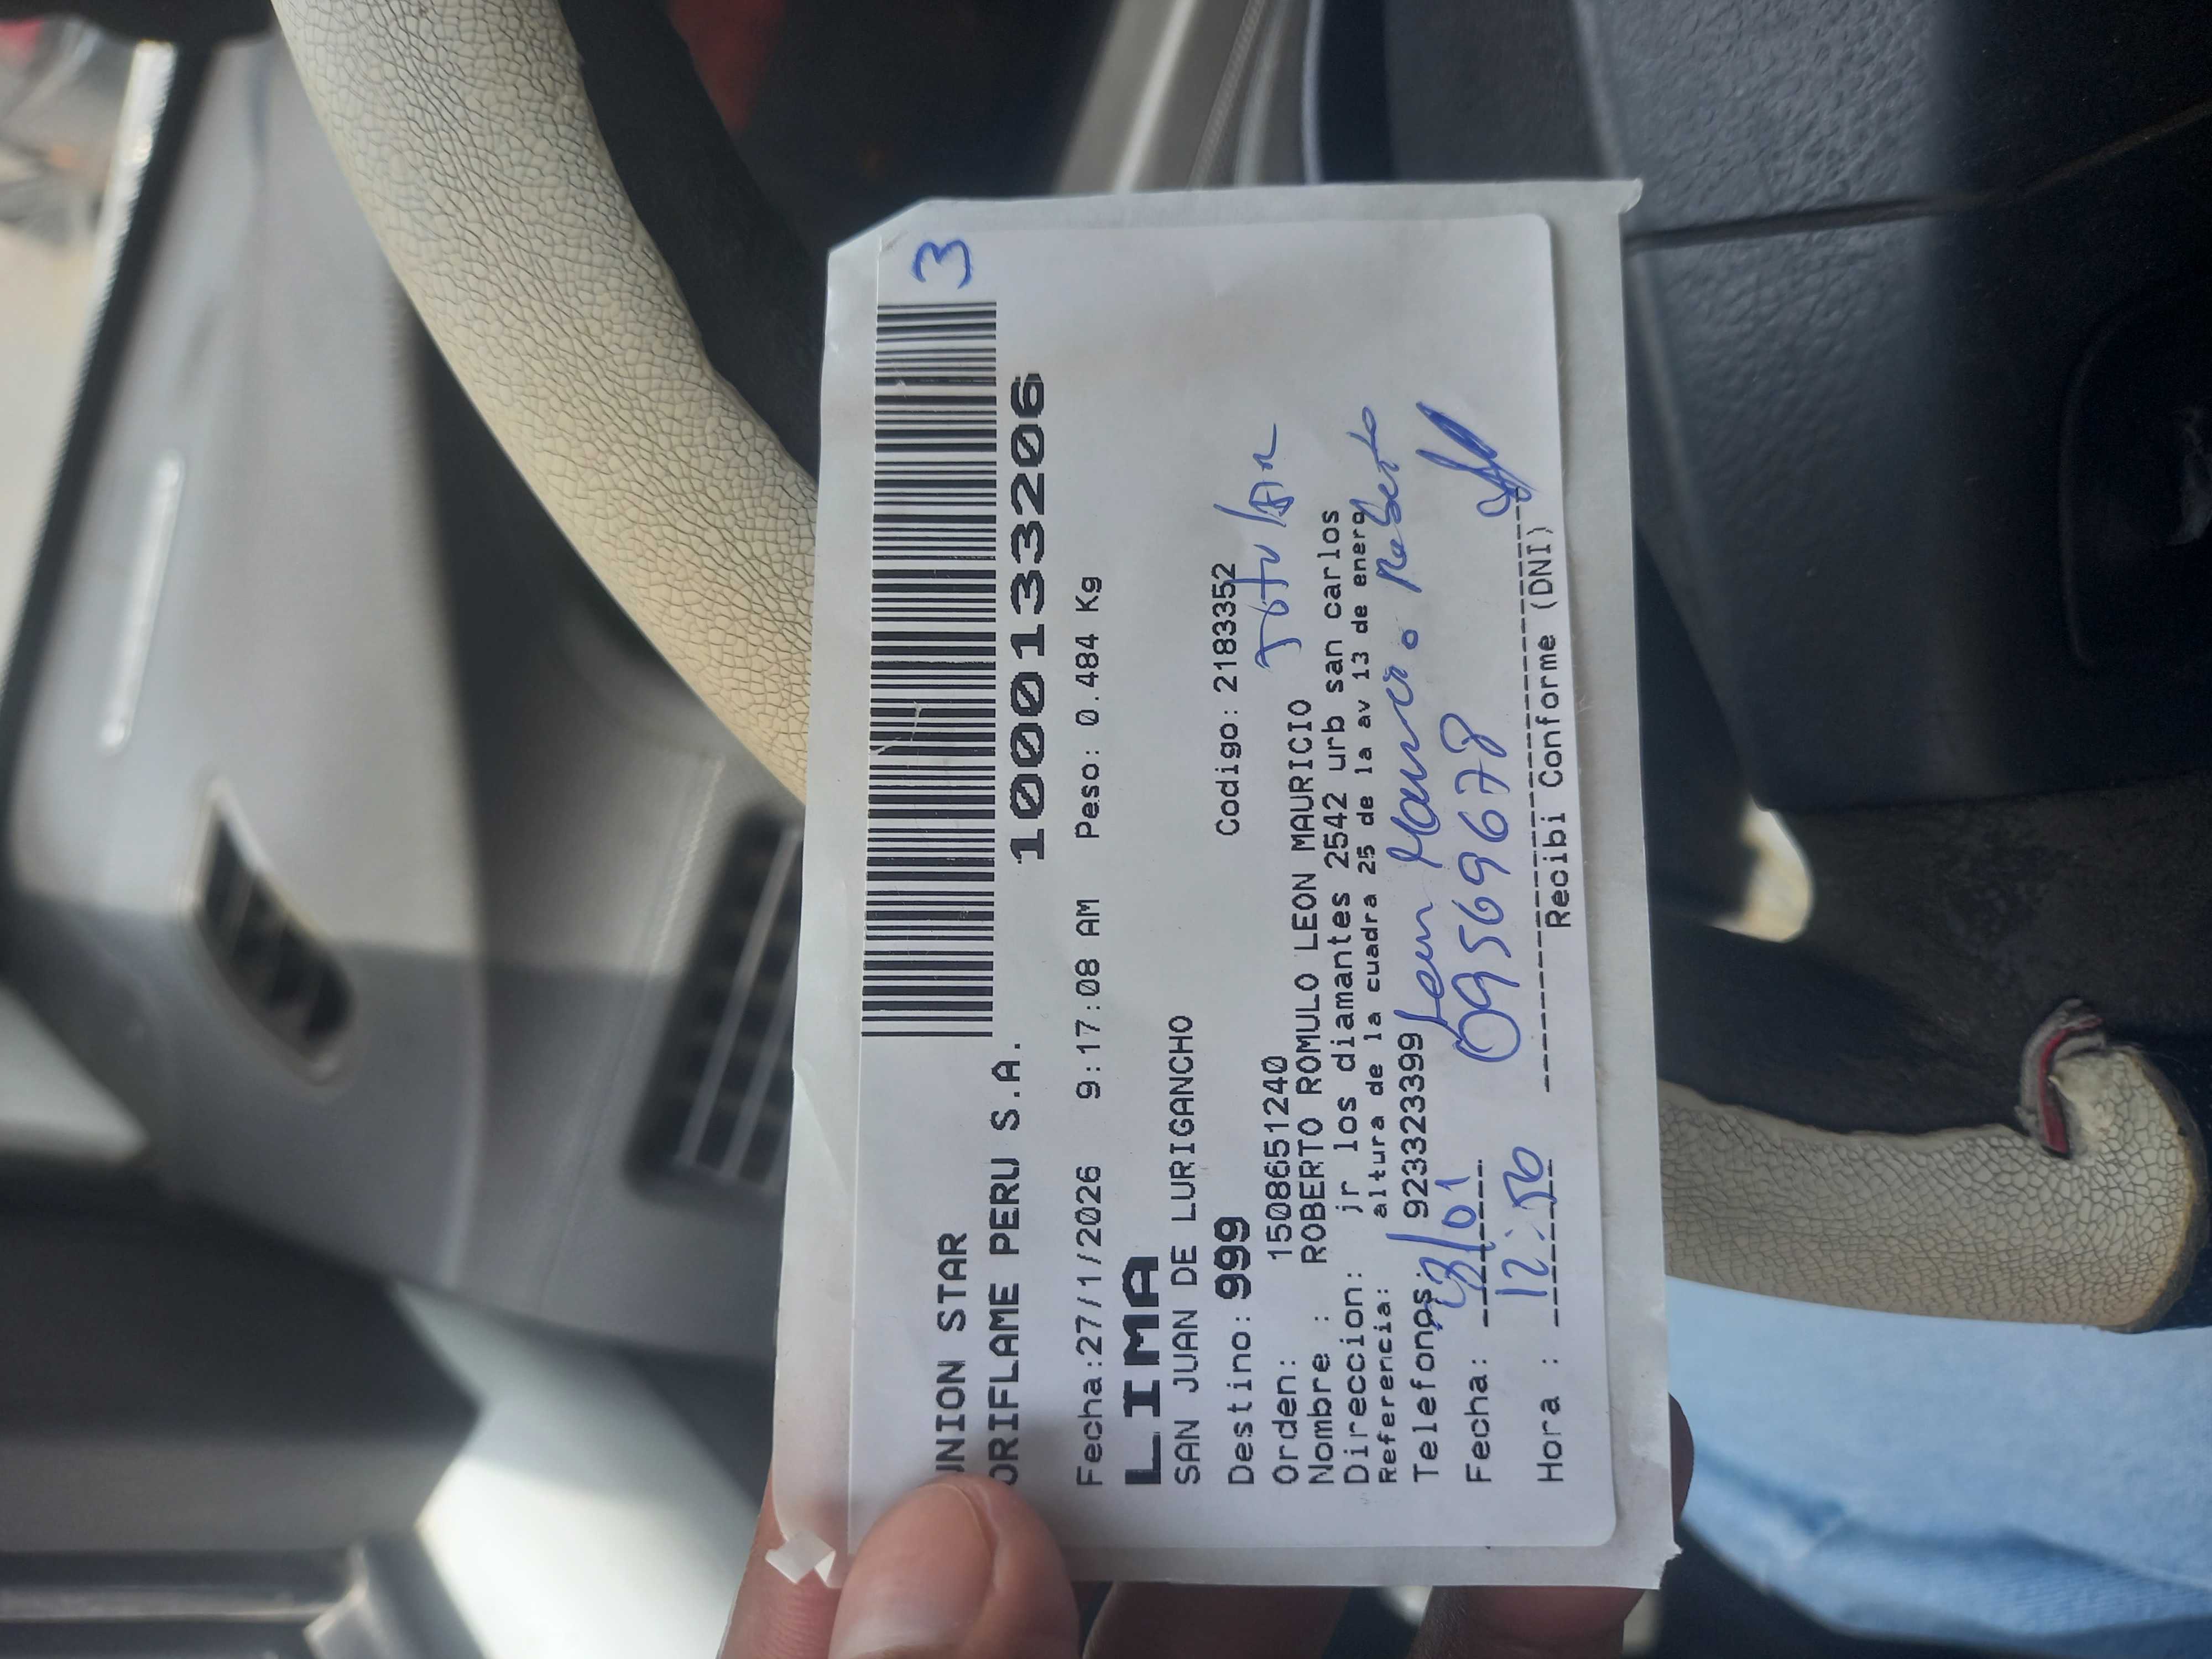 3
UNION STAR
ORIFLAME PERU S.A.
1000133206
Fecha:27/1/2026 9:17:08 AM Peso: 0.484 Kg
LIMA
SAN JUAN DE LURIGANCHO
Destino: 999 Codigo: 2183352
Orden: 1508651240
Titular
Nombre : ROBERTO ROMULO LEON MAURICIO
Direccion: jr los diamantes 2542 urb san carlos
Referencia: altura de la cuadra 25 de la av 13 de enero
Telefonos: 923323399
Leon Mauricio Roberto
Fecha: /01
09569678
Hora : 12:50
Recibi Conforme (DNI)